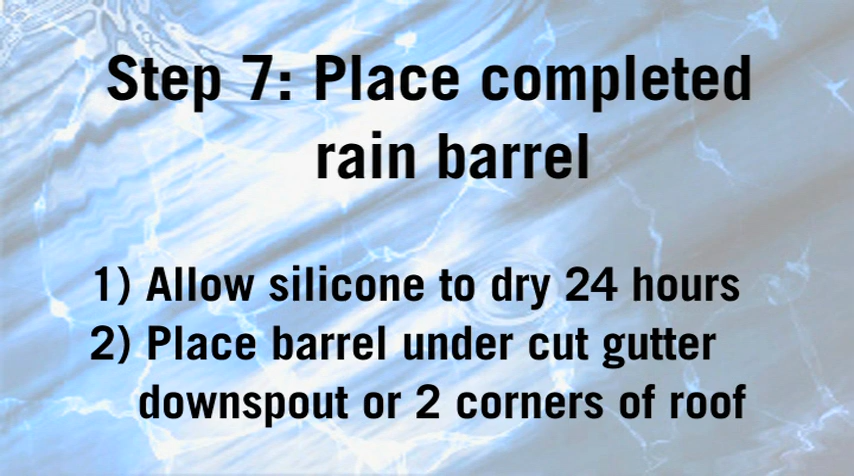 Step 7: Place completed
rain barrel
1) Allow silicone to dry 24 hours
2) Place barrel under cut gutter
downspout or 2 corners of roof